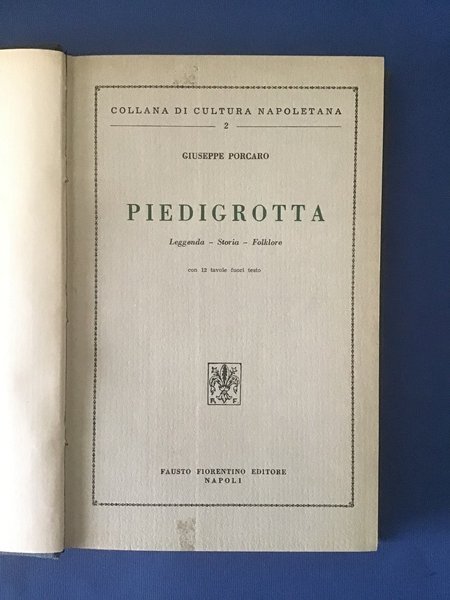 COLLANA DI CULTURA NAPOLETANA
2
GIUSEPPE PORCARO
PIEDIGROTTA
Leggenda - Storia - Folklore
con 12 tavole fuori testo
R F
FAUSTO FIORENTINO EDITORE
NAPOLI